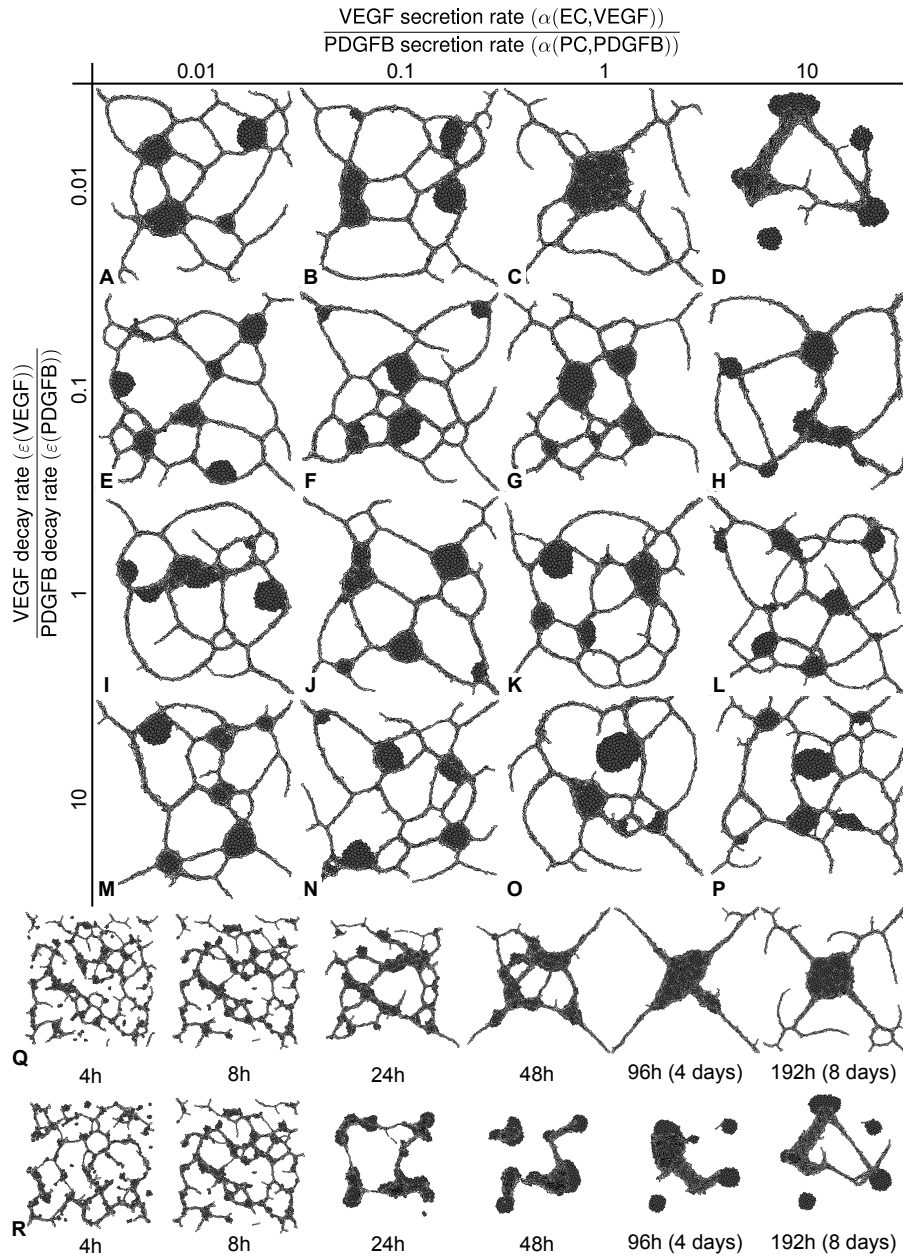 VEGF secretion rate (α(EC,VEGF))
PDGFB secretion rate (α(PC,PDGFB))
0.01 0.1 1 10
VEGF decay rate (ε(VEGF))
PDGFB decay rate (ε(PDGFB))
0.01
A B C D
0.1
E F G H
1
I J K L
10
M N O P
Q
4h 8h 24h 48h 96h (4 days) 192h (8 days)
R
4h 8h 24h 48h 96h (4 days) 192h (8 days)